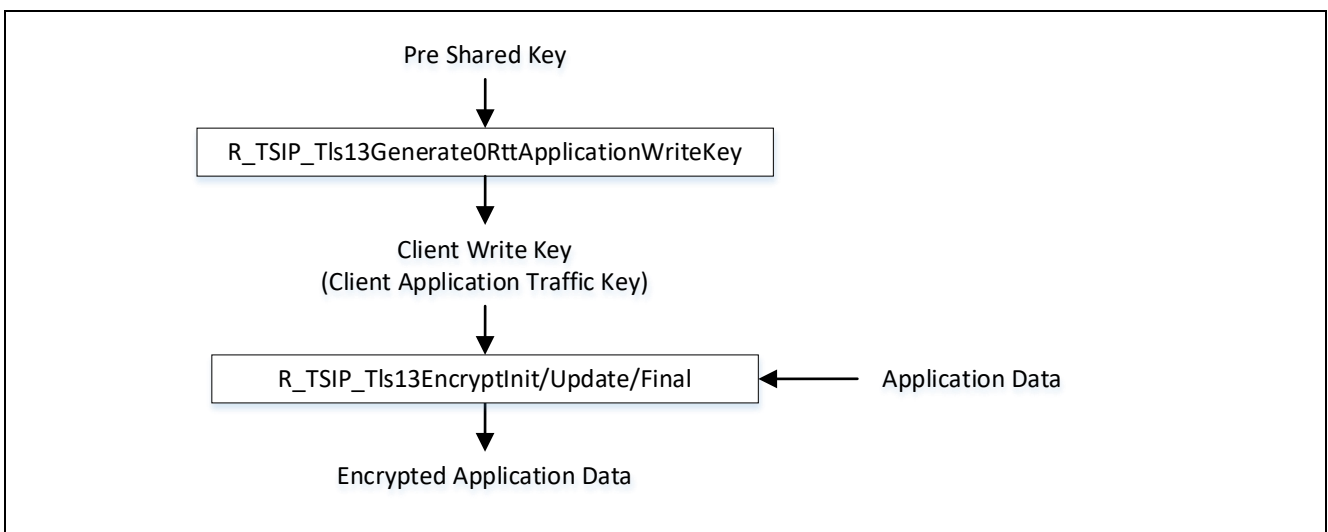 Pre Shared Key
R_TSIP_Tls13Generate0RttApplicationWriteKey
Client Write Key
(Client Application Traffic Key)
R_TSIP_Tls13EncryptInit/Update/Final
Application Data
Encrypted Application Data